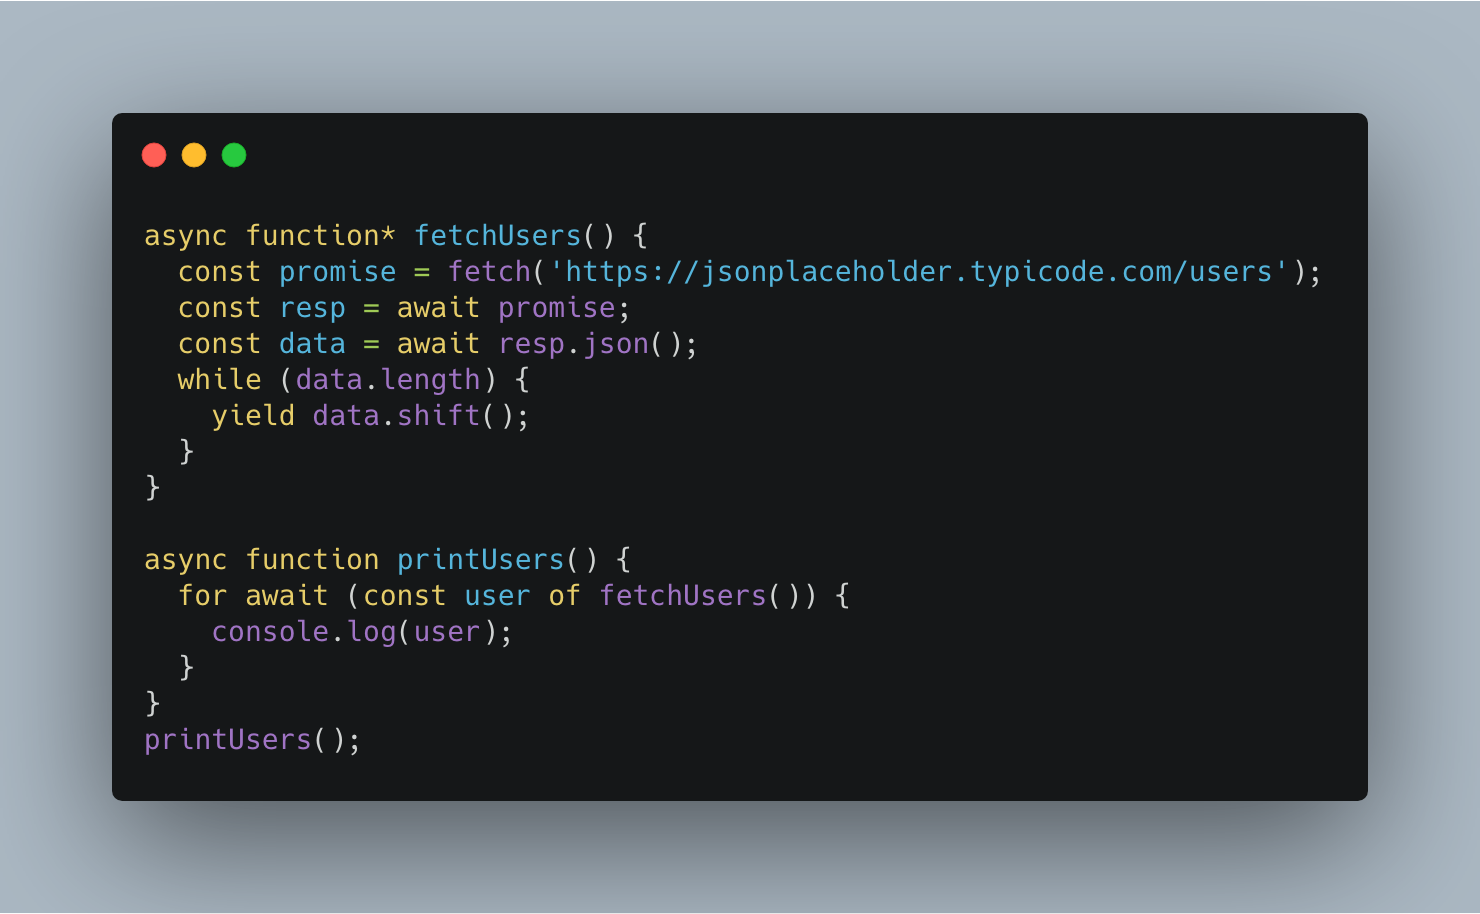 async function* fetchUsers() {
  const promise = fetch('https://jsonplaceholder.typicode.com/users');
  const resp = await promise;
  const data = await resp.json();
  while (data.length) {
    yield data.shift();
  }
}

async function printUsers() {
  for await (const user of fetchUsers()) {
    console.log(user);
  }
}
printUsers();